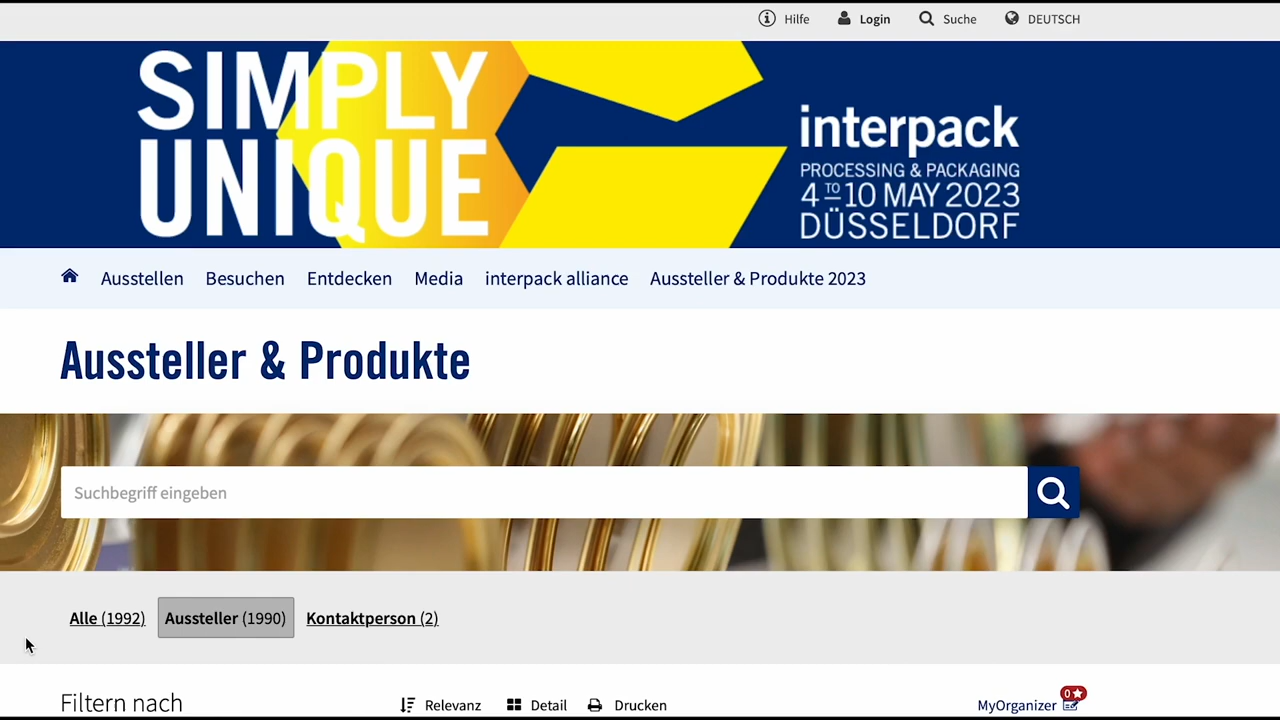 Hilfe Login Suche DEUTSCH
SIMPLY
UNIQUE
interpack
PROCESSING & PACKAGING
4 TO 10 MAY 2023
DÜSSELDORF
Ausstellen Besuchen Entdecken Media interpack alliance Aussteller & Produkte 2023
Aussteller & Produkte
Suchbegriff eingeben
Alle (1992) Aussteller (1990) Kontaktperson (2)
Filtern nach Relevanz Detail Drucken MyOrganizer 0